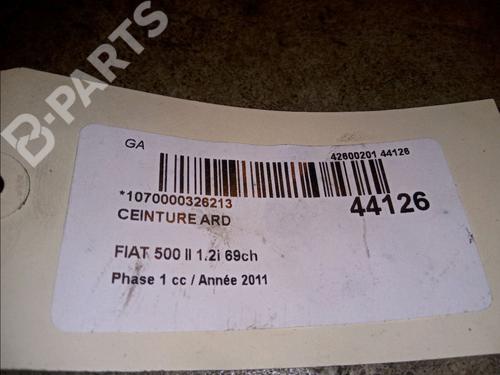 B-PARTS
GA
42600201 44126
*1070000326213
CEINTURE ARD
44126
FIAT 500 II 1.2i 69ch
Phase 1 cc / Année 2011